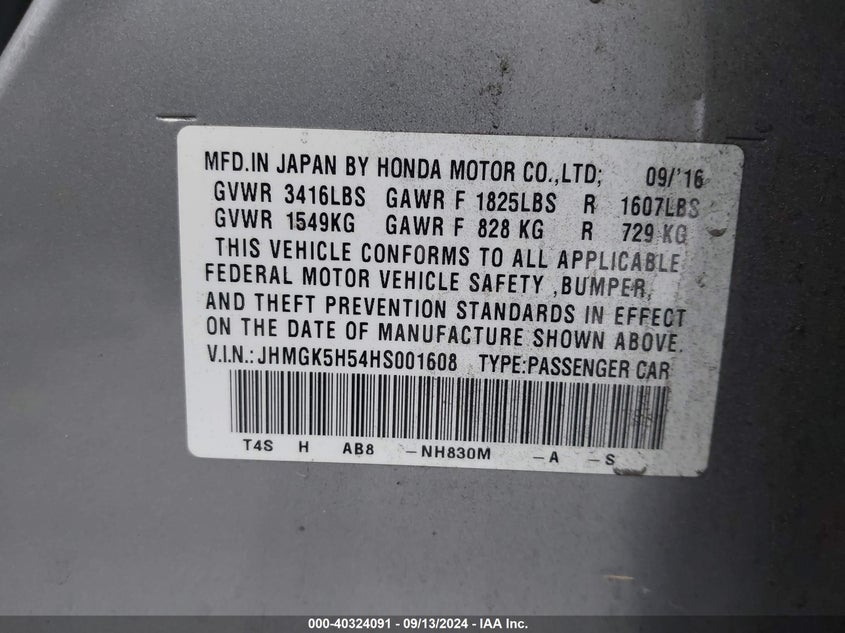 MFD.IN JAPAN BY HONDA MOTOR CO.,LTD; 09/'16
GVWR 3416LBS GAWR F 1825LBS R 1607LBS
GVWR 1549KG GAWR F 828 KG R 729 KG
THIS VEHICLE CONFORMS TO ALL APPLICABLE
FEDERAL MOTOR VEHICLE SAFETY ,BUMPER,
AND THEFT PREVENTION STANDARDS IN EFFECT
ON THE DATE OF MANUFACTURE SHOWN ABOVE.
V.I.N.: JHMGK5H54HS001608 TYPE:PASSENGER CAR
T4S H AB8 –NH830M –A –S
000-40324091 - 09/13/2024 - IAA Inc.